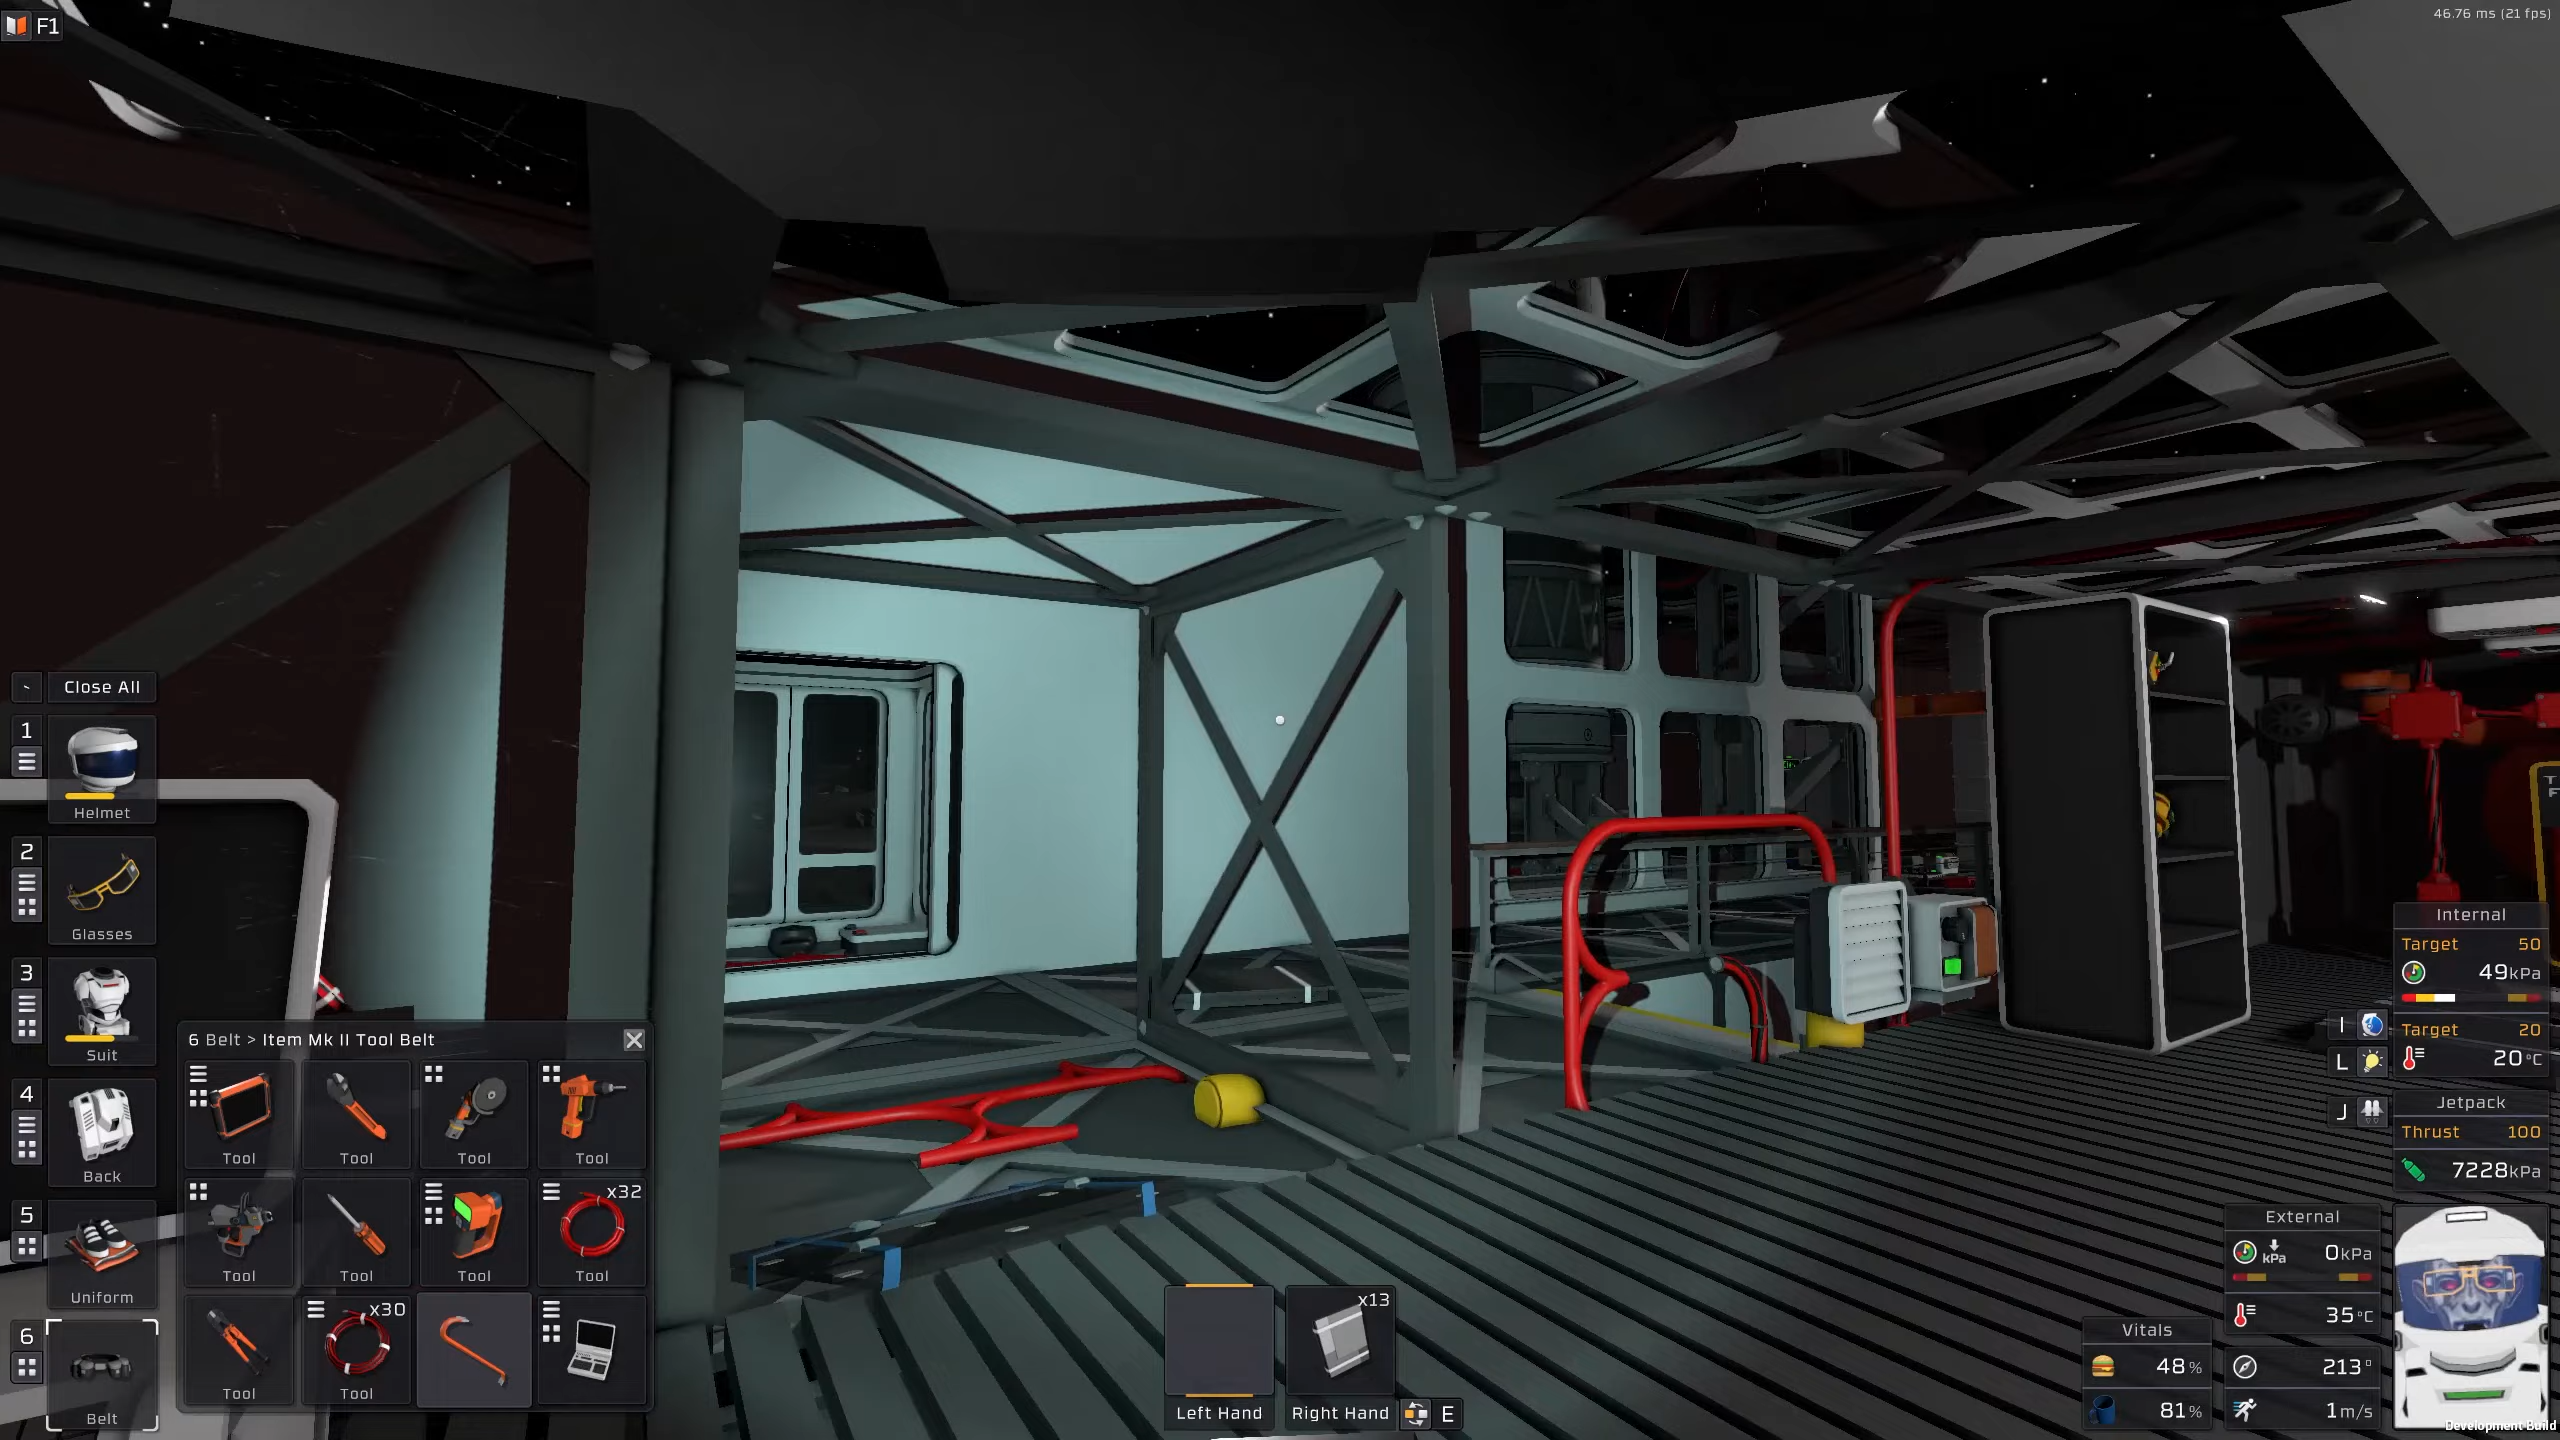 F1
46.76 ms (21 fps)
Close All
1
Helmet
2
Glasses
3
Suit
4
Back
5
Uniform
6
Belt
6 Belt > Item Mk II Tool Belt
Tool
Tool
Tool
Tool
Tool
Tool
Tool
x32
Tool
Tool
x30
Tool
Left Hand
x13
Right Hand
E
Internal
Target 50
49kPa
I
Target 20
L
20°C
Jetpack
J
Thrust 100
7228kPa
External
kPa
0kPa
35°C
Vitals
48%
213°
81%
1m/s
Development Build